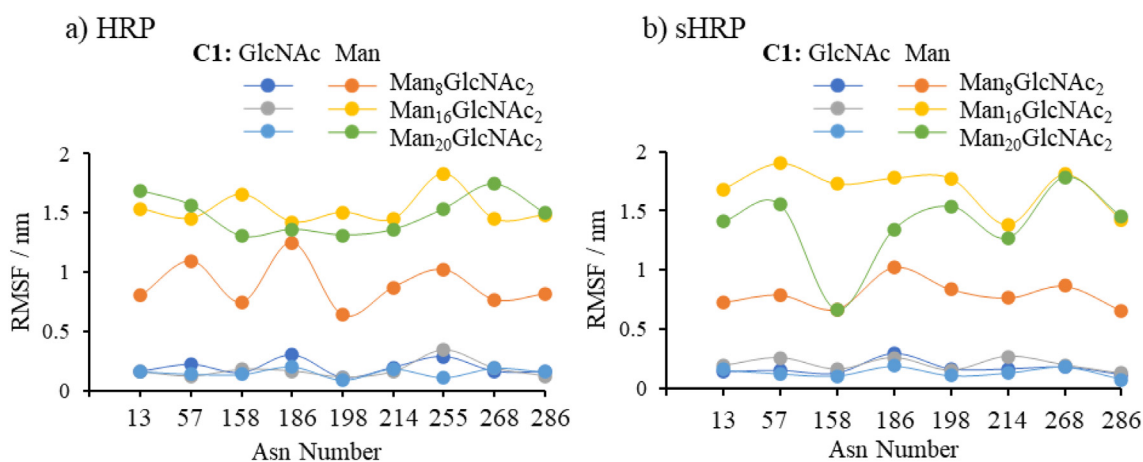 a) HRP
C1: GlcNAc Man
Man₈GlcNAc₂
Man₁₆GlcNAc₂
Man₂₀GlcNAc₂
2
1.5
1
0.5
0
RMSF / nm
13 57 158 186 198 214 255 268 286
Asn Number
b) sHRP
C1: GlcNAc Man
Man₈GlcNAc₂
Man₁₆GlcNAc₂
Man₂₀GlcNAc₂
2
1.5
1
0.5
0
RMSF / nm
13 57 158 186 198 214 268 286
Asn Number